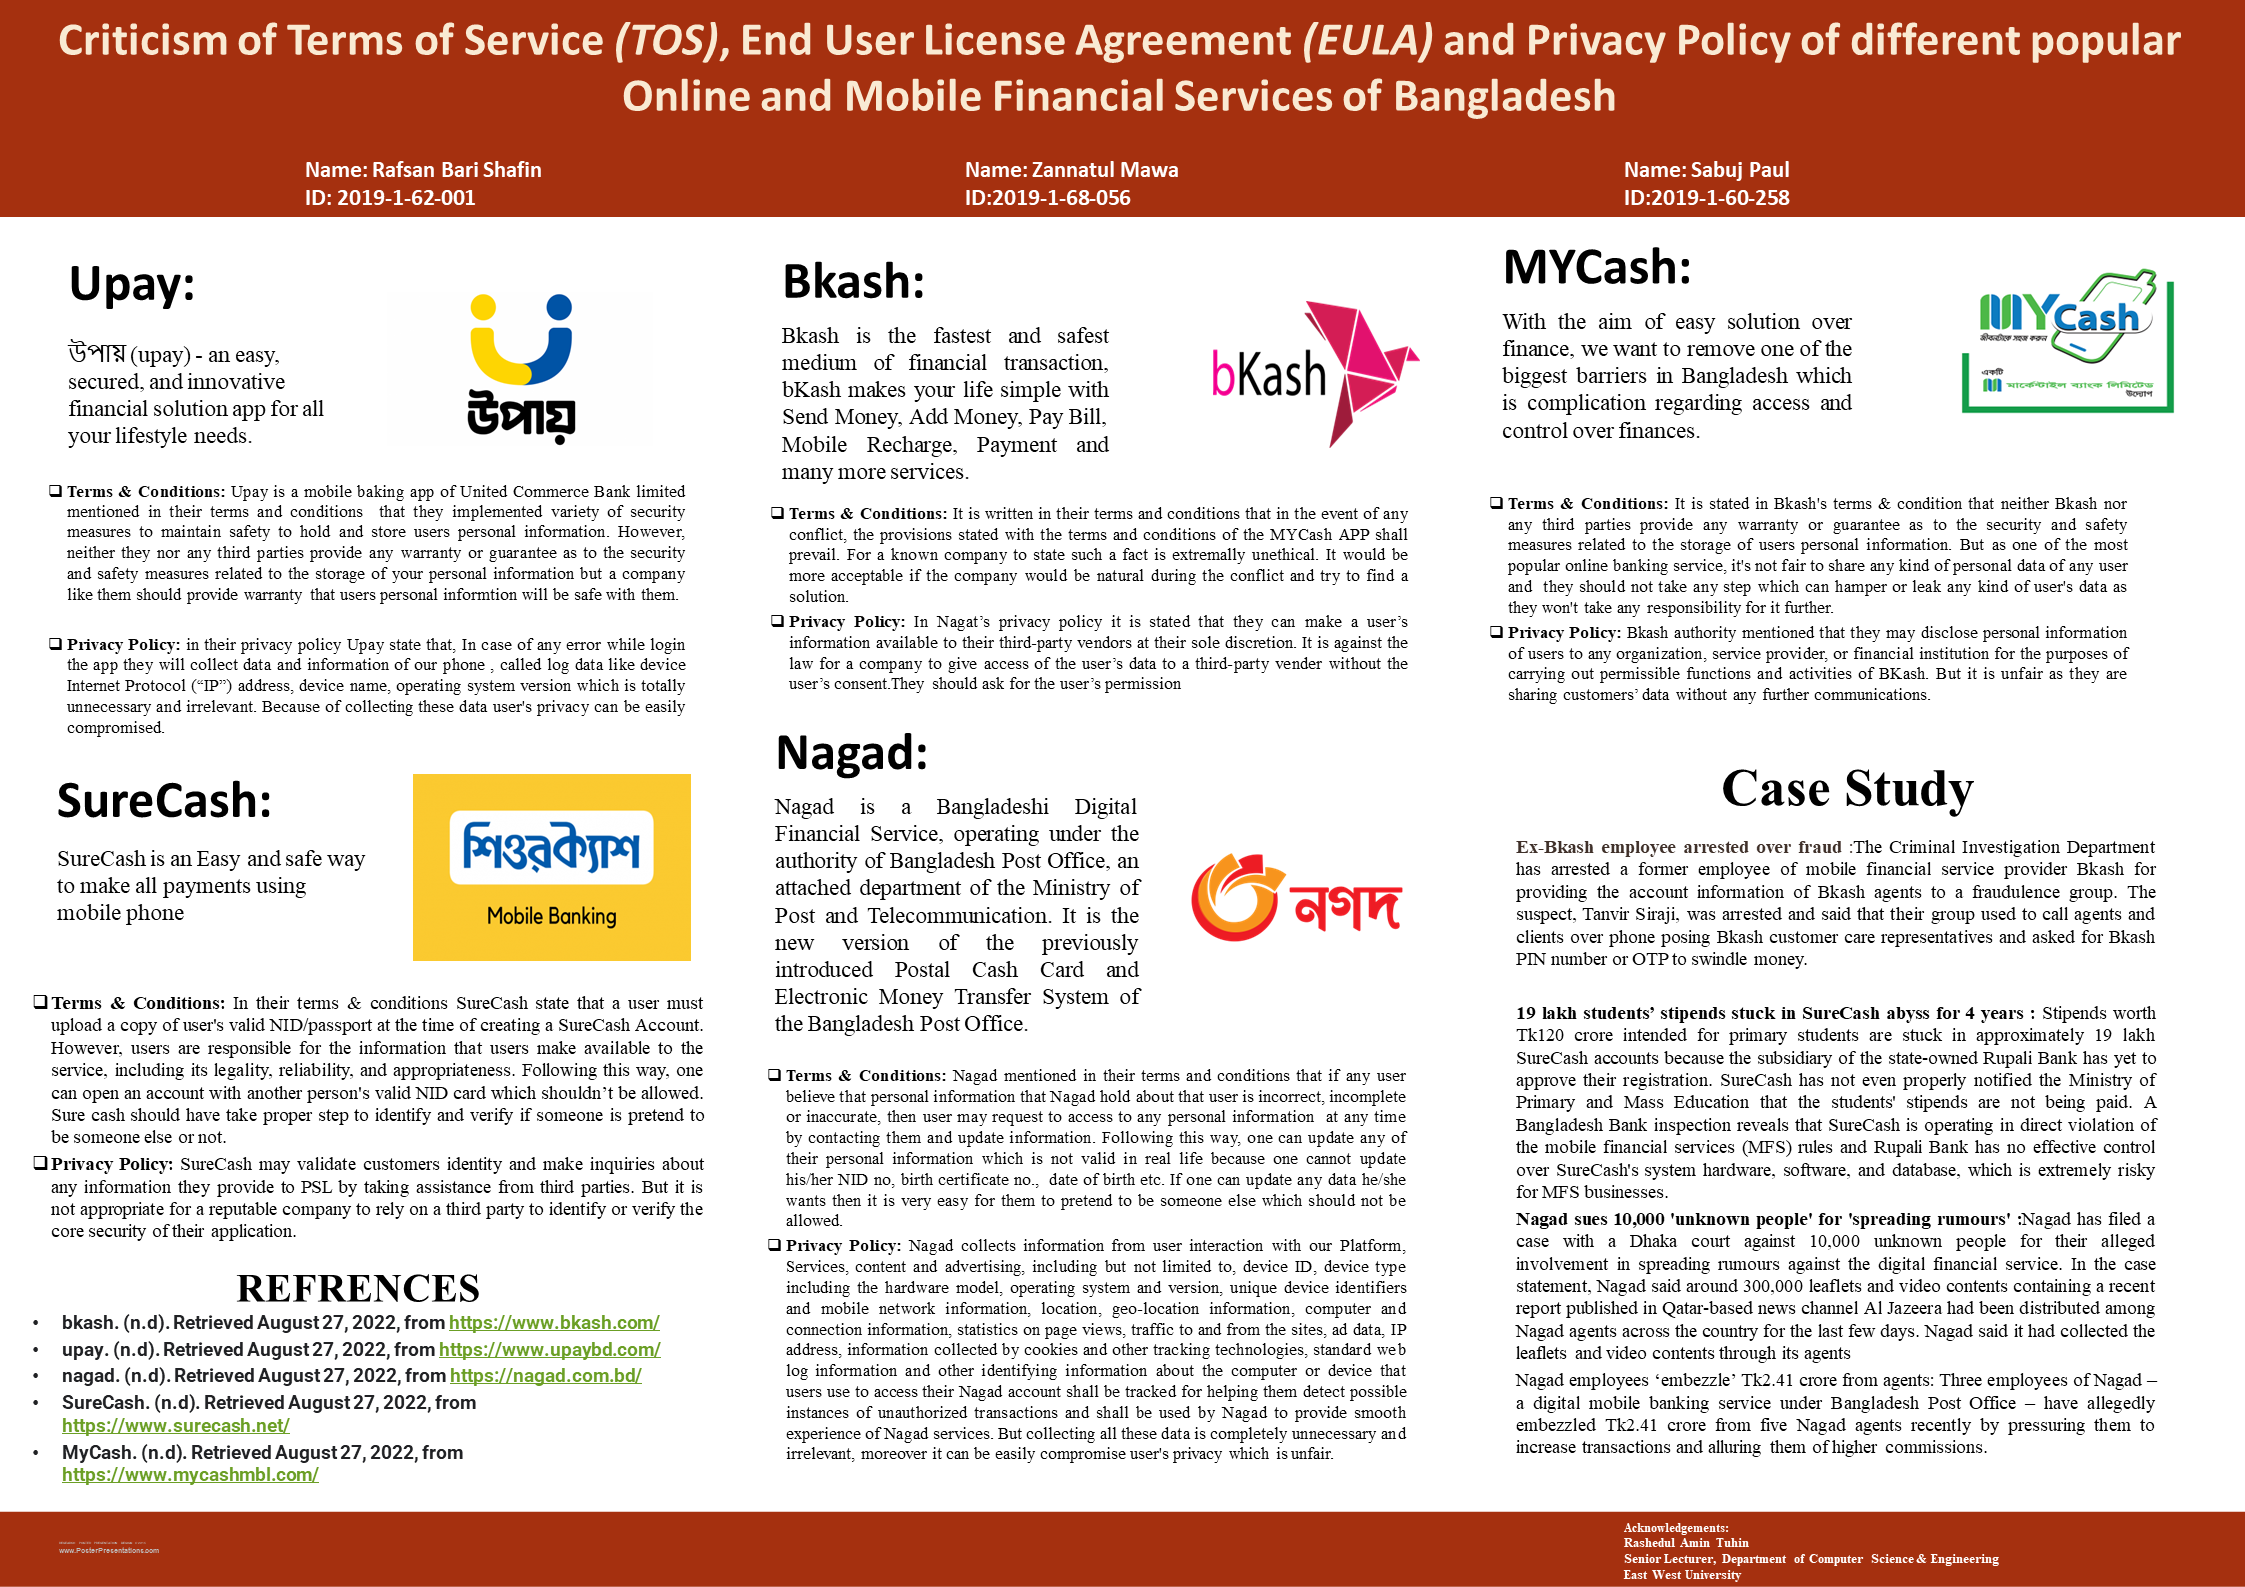 Criticism of Terms of Service (TOS), End User License Agreement (EULA) and Privacy Policy of different popular
Online and Mobile Financial Services of Bangladesh
Name: Rafsan Bari Shafin
ID: 2019-1-62-001
Name: Zannatul Mawa
ID:2019-1-68-056
Name: Sabuj Paul
ID:2019-1-60-258
Upay:
উপায় (upay) - an easy,
secured, and innovative
financial solution app for all
your lifestyle needs.
উপায়
❑ Terms & Conditions: Upay is a mobile baking app of United Commerce Bank limited
mentioned in their terms and conditions that they implemented variety of security
measures to maintain safety to hold and store users personal information. However,
neither they nor any third parties provide any warranty or guarantee as to the security
and safety measures related to the storage of your personal information but a company
like them should provide warranty that users personal informtion will be safe with them.
❑ Privacy Policy: in their privacy policy Upay state that, In case of any error while login
the app they will collect data and information of our phone , called log data like device
Internet Protocol (“IP”) address, device name, operating system version which is totally
unnecessary and irrelevant. Because of collecting these data user's privacy can be easily
compromised.
SureCash:
SureCash is an Easy and safe way
to make all payments using
mobile phone
শিওরক্যাশ
Mobile Banking
❑ Terms & Conditions: In their terms & conditions SureCash state that a user must
upload a copy of user's valid NID/passport at the time of creating a SureCash Account.
However, users are responsible for the information that users make available to the
service, including its legality, reliability, and appropriateness. Following this way, one
can open an account with another person's valid NID card which shouldn’t be allowed.
Sure cash should have take proper step to identify and verify if someone is pretend to
be someone else or not.
❑ Privacy Policy: SureCash may validate customers identity and make inquiries about
any information they provide to PSL by taking assistance from third parties. But it is
not appropriate for a reputable company to rely on a third party to identify or verify the
core security of their application.
REFRENCES
• bkash. (n.d). Retrieved August 27, 2022, from https://www.bkash.com/
• upay. (n.d). Retrieved August 27, 2022, from https://www.upaybd.com/
• nagad. (n.d). Retrieved August 27, 2022, from https://nagad.com.bd/
• SureCash. (n.d). Retrieved August 27, 2022, from
https://www.surecash.net/
• MyCash. (n.d). Retrieved August 27, 2022, from
https://www.mycashmbl.com/
Bkash:
Bkash is the fastest and safest
medium of financial transaction,
bKash makes your life simple with
Send Money, Add Money, Pay Bill,
Mobile Recharge, Payment and
many more services.
bKash
❑ Terms & Conditions: It is written in their terms and conditions that in the event of any
conflict, the provisions stated with the terms and conditions of the MYCash APP shall
prevail. For a known company to state such a fact is extremally unethical. It would be
more acceptable if the company would be natural during the conflict and try to find a
solution.
❑ Privacy Policy: In Nagat’s privacy policy it is stated that they can make a user’s
information available to their third-party vendors at their sole discretion. It is against the
law for a company to give access of the user’s data to a third-party vender without the
user’s consent.They should ask for the user’s permission
Nagad:
Nagad is a Bangladeshi Digital
Financial Service, operating under the
authority of Bangladesh Post Office, an
attached department of the Ministry of
Post and Telecommunication. It is the
new version of the previously
introduced Postal Cash Card and
Electronic Money Transfer System of
the Bangladesh Post Office.
নগদ
❑ Terms & Conditions: Nagad mentioned in their terms and conditions that if any user
believe that personal information that Nagad hold about that user is incorrect, incomplete
or inaccurate, then user may request to access to any personal information at any time
by contacting them and update information. Following this way, one can update any of
their personal information which is not valid in real life because one cannot update
his/her NID no, birth certificate no., date of birth etc. If one can update any data he/she
wants then it is very easy for them to pretend to be someone else which should not be
allowed.
❑ Privacy Policy: Nagad collects information from user interaction with our Platform,
Services, content and advertising, including but not limited to, device ID, device type
including the hardware model, operating system and version, unique device identifiers
and mobile network information, location, geo-location information, computer and
connection information, statistics on page views, traffic to and from the sites, ad data, IP
address, information collected by cookies and other tracking technologies, standard web
log information and other identifying information about the computer or device that
users use to access their Nagad account shall be tracked for helping them detect possible
instances of unauthorized transactions and shall be used by Nagad to provide smooth
experience of Nagad services. But collecting all these data is completely unnecessary and
irrelevant, moreover it can be easily compromise user's privacy which is unfair.
MYCash:
With the aim of easy solution over
finance, we want to remove one of the
biggest barriers in Bangladesh which
is complication regarding access and
control over finances.
MYCash
জীবনটাকে সহজ করুন
একটি
মার্কেন্টাইল ব্যাংক লিমিটেড
উদ্যোগ
❑ Terms & Conditions: It is stated in Bkash's terms & condition that neither Bkash nor
any third parties provide any warranty or guarantee as to the security and safety
measures related to the storage of users personal information. But as one of the most
popular online banking service, it's not fair to share any kind of personal data of any user
and they should not take any step which can hamper or leak any kind of user's data as
they won't take any responsibility for it further.
❑ Privacy Policy: Bkash authority mentioned that they may disclose personal information
of users to any organization, service provider, or financial institution for the purposes of
carrying out permissible functions and activities of BKash. But it is unfair as they are
sharing customers’ data without any further communications.
Case Study
Ex-Bkash employee arrested over fraud :The Criminal Investigation Department
has arrested a former employee of mobile financial service provider Bkash for
providing the account information of Bkash agents to a fraudulence group. The
suspect, Tanvir Siraji, was arrested and said that their group used to call agents and
clients over phone posing Bkash customer care representatives and asked for Bkash
PIN number or OTP to swindle money.
19 lakh students’ stipends stuck in SureCash abyss for 4 years : Stipends worth
Tk120 crore intended for primary students are stuck in approximately 19 lakh
SureCash accounts because the subsidiary of the state-owned Rupali Bank has yet to
approve their registration. SureCash has not even properly notified the Ministry of
Primary and Mass Education that the students' stipends are not being paid. A
Bangladesh Bank inspection reveals that SureCash is operating in direct violation of
the mobile financial services (MFS) rules and Rupali Bank has no effective control
over SureCash's system hardware, software, and database, which is extremely risky
for MFS businesses.
Nagad sues 10,000 'unknown people' for 'spreading rumours' :Nagad has filed a
case with a Dhaka court against 10,000 unknown people for their alleged
involvement in spreading rumours against the digital financial service. In the case
statement, Nagad said around 300,000 leaflets and video contents containing a recent
report published in Qatar-based news channel Al Jazeera had been distributed among
Nagad agents across the country for the last few days. Nagad said it had collected the
leaflets and video contents through its agents
Nagad employees ‘embezzle’ Tk2.41 crore from agents: Three employees of Nagad –
a digital mobile banking service under Bangladesh Post Office – have allegedly
embezzled Tk2.41 crore from five Nagad agents recently by pressuring them to
increase transactions and alluring them of higher commissions.
www.PosterPresentations.com
Acknowledgements:
Rashedul Amin Tuhin
Senior Lecturer, Department of Computer Science & Engineering
East West University